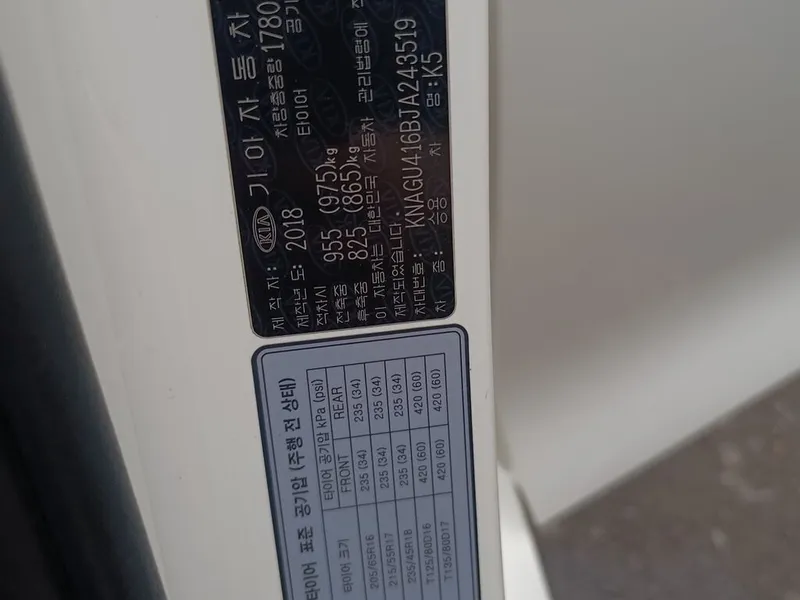 제 작 자: KIA 기 아 자 동 차
제작년 도: 2018 차량총중량 1780
적차시 타이어 공기
전축중 955 (975)kg
후축중 825 (865)kg
이 자동차는 대한민국 자동차 관리법령에
제작되었습니다.
차대번호: KNAGU416BJA243519
차 종: 승용 차 명:K5
타이어 표준 공기압 (주행 전 상태)
타이어 크기 타이어 공기압 kPa (psi)
FRONT REAR
205/65R16 235 (34) 235 (34)
215/55R17 235 (34) 235 (34)
235/45R18 235 (34) 235 (34)
T125/80D16 420 (60) 420 (60)
T135/80D17 420 (60) 420 (60)